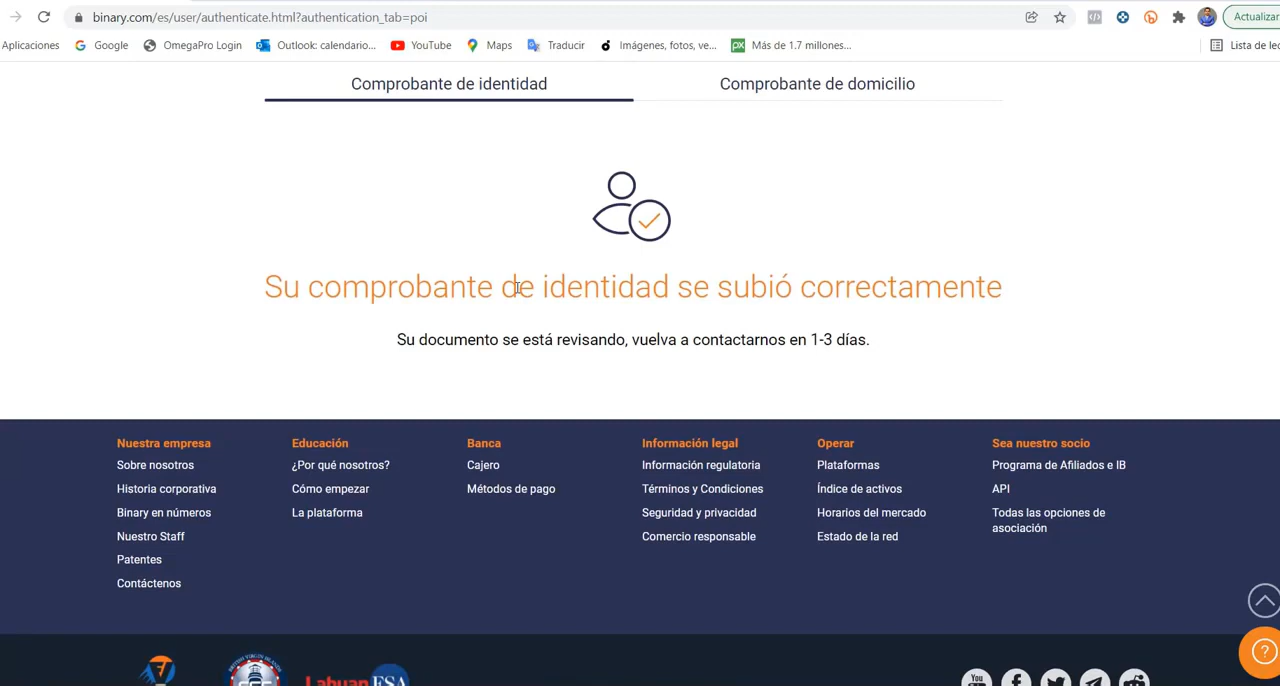 binary.com/es/user/authenticate.html?authentication_tab=poi
Actualizar
Aplicaciones Google OmegaPro Login Outlook: calendario... YouTube Maps Traducir Imágenes, fotos, ve... Más de 1.7 millones... Lista de le
Comprobante de identidad Comprobante de domicilio
Su comprobante de identidad se subió correctamente
Su documento se está revisando, vuelva a contactarnos en 1-3 días.
Nuestra empresa
Sobre nosotros
Historia corporativa
Binary en números
Nuestro Staff
Patentes
Contáctenos
Educación
¿Por qué nosotros?
Cómo empezar
La plataforma
Banca
Cajero
Métodos de pago
Información legal
Información regulatoria
Términos y Condiciones
Seguridad y privacidad
Comercio responsable
Operar
Plataformas
Índice de activos
Horarios del mercado
Estado de la red
Sea nuestro socio
Programa de Afiliados e IB
API
Todas las opciones de
asociación
?
Labuan FSA
You